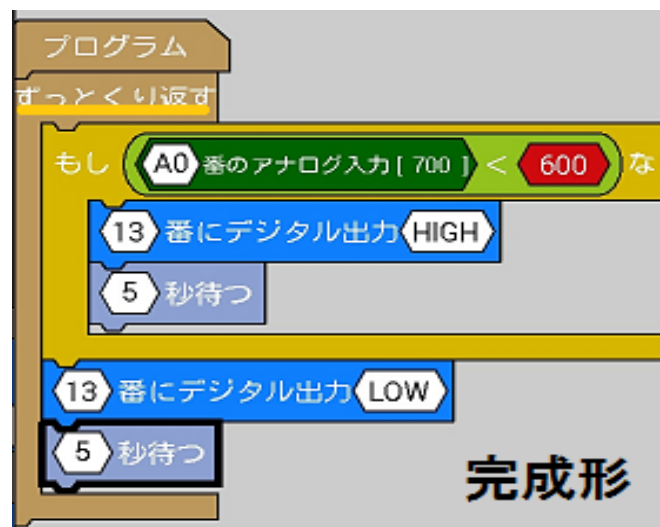 プログラム
ずっとくり返す
もし A0 番のアナログ入力 [ 700 ] < 600 な
13 番にデジタル出力 HIGH
5 秒待つ
13 番にデジタル出力 LOW
5 秒待つ
完成形